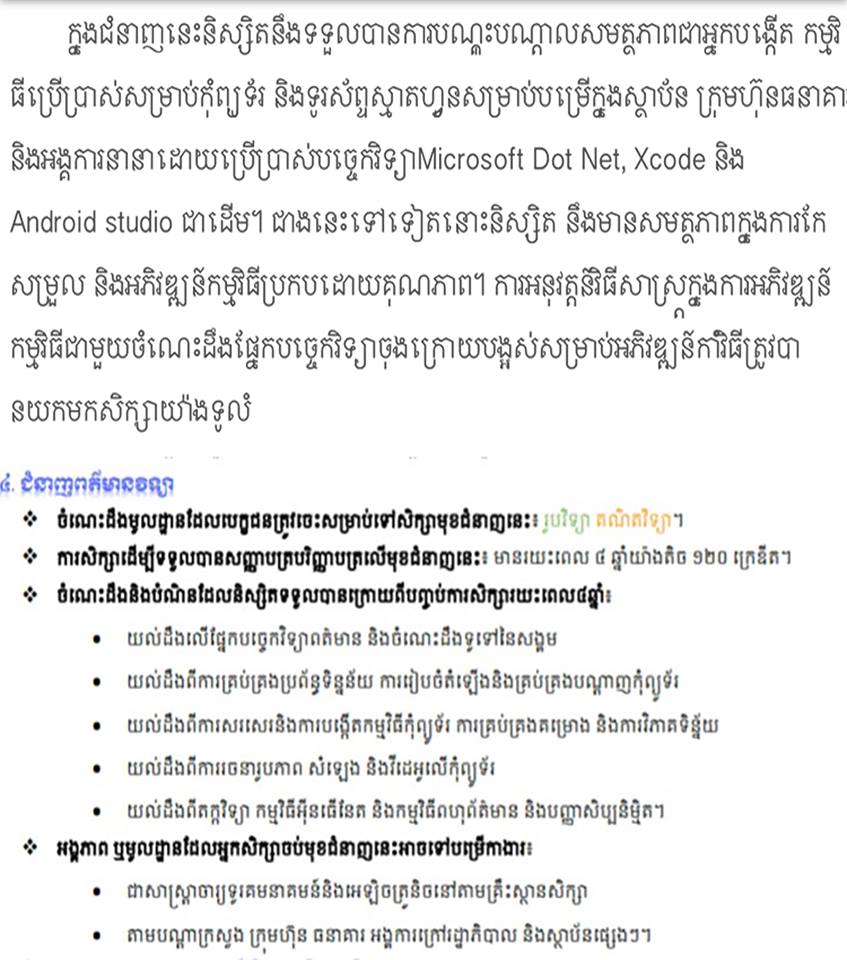 ក្នុងជំនាញនេះនិស្សិតនឹងទទួលបានការបណ្តុះបណ្តាលសមត្ថភាពជាអ្នកបង្កើត កម្មវិ
ធីប្រើប្រាស់សម្រាប់កុំព្យូទ័រ និងទូរស័ព្ទស្មាតហ្វូនសម្រាប់បម្រើក្នុងស្ថាប័ន ក្រុមហ៊ុនធនាគារ
និងអង្គការនានាដោយប្រើប្រាស់បច្ចេកវិទ្យាMicrosoft Dot Net, Xcode និង
Android studio ជាដើម។ ជាងនេះទៅទៀតនោះនិស្សិត នឹងមានសមត្ថភាពក្នុងការកែ
សម្រួល និងអភិវឌ្ឍន៍កម្មវិធីប្រកបដោយគុណភាព។ ការអនុវត្តន៍វិធីសាស្ត្រក្នុងការអភិវឌ្ឍន៍
កម្មវិធីជាមួយចំណេះដឹងផ្នែកបច្ចេកវិទ្យាចុងក្រោយបង្អស់សម្រាប់អភិវឌ្ឍន៍កាវិធីត្រូវបា
នយកមកសិក្សាយ៉ាងទូលំ
៤. ជំនាញពត៌មានវិទ្យា
❖ ចំណេះដឹងមូលដ្ឋានដែលបេក្ខជនត្រូវចេះសម្រាប់ទៅសិក្សាមុខជំនាញនេះ៖ រូបវិទ្យា គណិតវិទ្យា។
❖ ការសិក្សាដើម្បីទទួលបានសញ្ញាបត្របរិញ្ញាបត្រលើមុខជំនាញនេះ៖ មានរយះពេល ៤ ឆ្នាំយ៉ាងតិច ១២០ ក្រេឌីត។
❖ ចំណេះដឹងនិងបំណិនដែលនិស្សិតទទួលបានក្រោយពីបញ្ចប់ការសិក្សារយះពេល៤ឆ្នាំ៖
• យល់ដឹងលើផ្នែកបច្ចេកវិទ្យាពត៌មាន និងចំណេះដឹងទូទៅនៃសង្គម
• យល់ដឹងពីការគ្រប់គ្រងប្រព័ន្ធទិន្នន័យ ការរៀបចំតំឡើងនិងគ្រប់គ្រងបណ្តាញកុំព្យូទ័រ
• យល់ដឹងពីការសរសេរនិងការបង្កើតកម្មវិធីកុំព្យូទ័រ ការគ្រប់គ្រងគម្រោង និងការវិភាគទិន្ន័យ
• យល់ដឹងពីការរចនារូបភាព សំឡេង និងវីដេអូលើកុំព្យូទ័រ
• យល់ដឹងពីតក្កវិទ្យា កម្មវិធីអ៊ីនធើនែត និងកម្មវិធីពហុព័ត៌មាន និងបញ្ញាសិប្បនិម្មិត។
❖ អង្គភាព ឬមូលដ្ឋានដែលអ្នកសិក្សាចប់មុខជំនាញនេះអាចទៅបម្រើការងារ៖
• ជាសាស្ត្រាចារ្យទូរគមនាគមន៍និងអេឡិចត្រូនិចនៅតាមគ្រឹះស្ថានសិក្សា
• តាមបណ្តាក្រសួង ក្រុមហ៊ុន ធនាគារ អង្គការក្រៅរដ្ឋាភិបាល និងស្ថាប័នផ្សេងៗ។